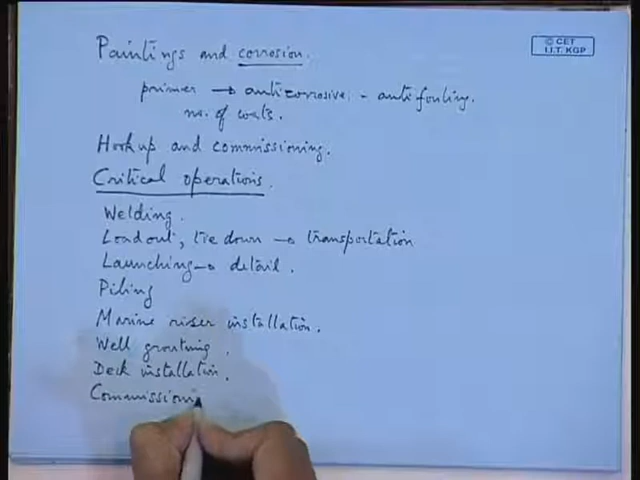 Paintings and corrosion.
© CET
I.I.T. KGP
primer → anticorrosive. - antifouling.
no. of coats.
Hookup and commissioning.
Critical operations.
Welding.
Loadout, tie down → transportation
Launching → detail.
Piling
Marine riser installation.
Well grouting.
Deck installation.
Commission